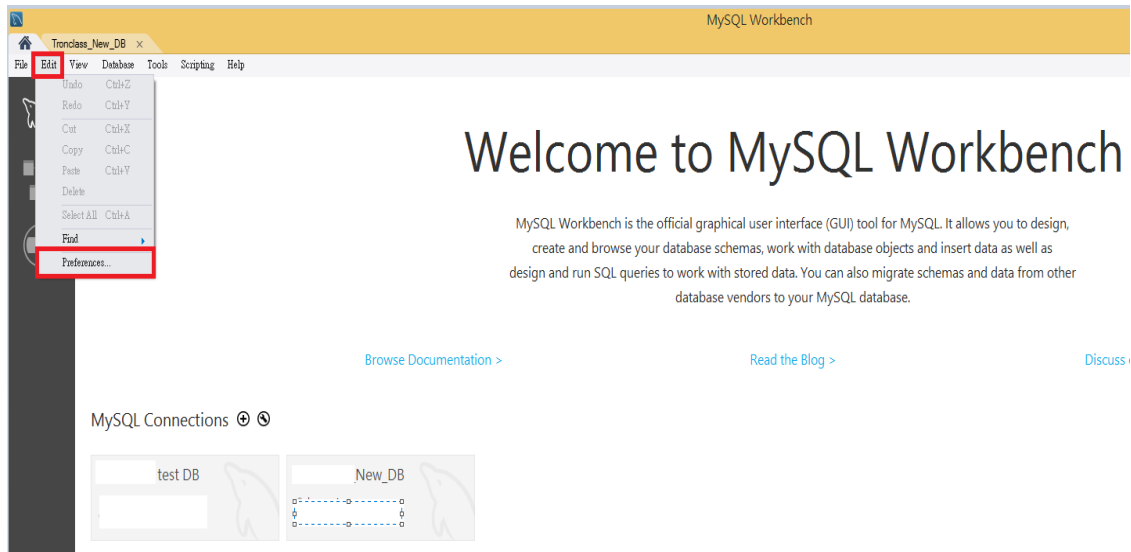 MySQL Workbench
Tronclass_New_DB ×
File Edit View Database Tools Scripting Help
Undo Ctrl+Z
Redo Ctrl+Y
Cut Ctrl+X
Copy Ctrl+C
Paste Ctrl+V
Delete
Select All Ctrl+A
Find
Preferences...
Welcome to MySQL Workbench
MySQL Workbench is the official graphical user interface (GUI) tool for MySQL. It allows you to design,
create and browse your database schemas, work with database objects and insert data as well as
design and run SQL queries to work with stored data. You can also migrate schemas and data from other
database vendors to your MySQL database.
Browse Documentation >
Read the Blog >
Discuss
MySQL Connections
test DB
_New_DB